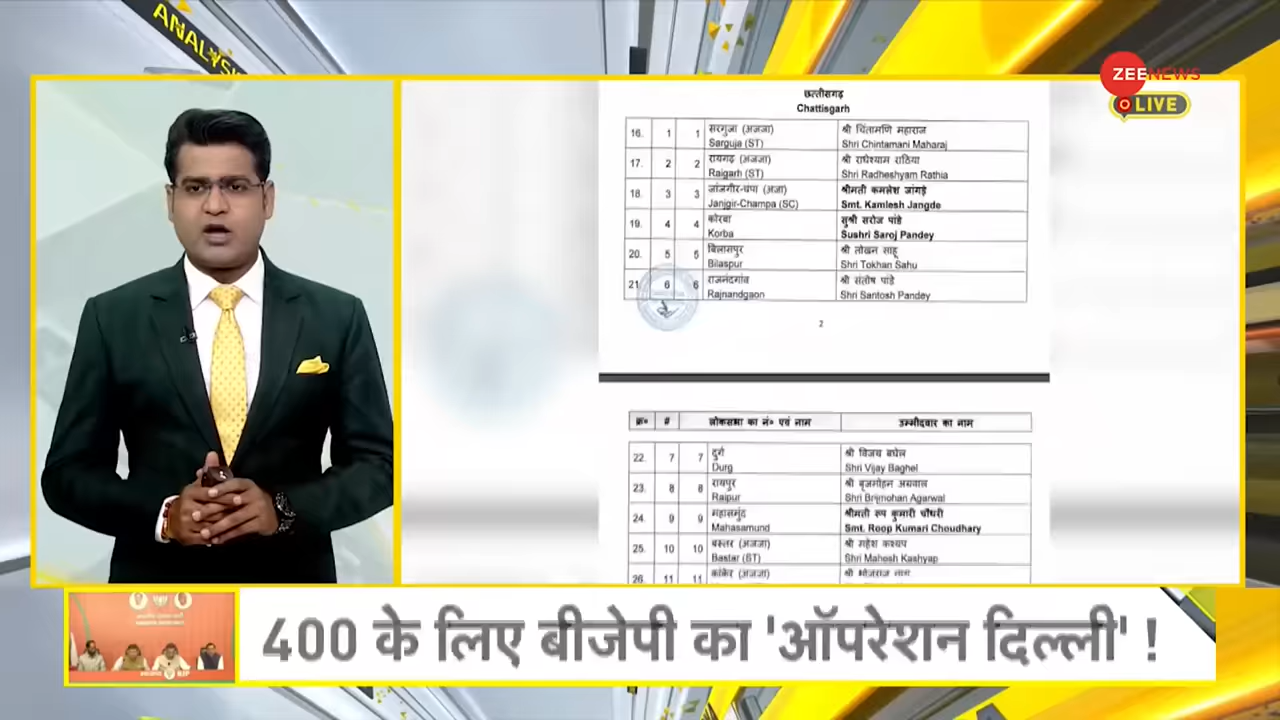 ANALYSIS
ZEE NEWS
LIVE
छत्तीसगढ़
Chattisgarh
16. 1 1 सरगुजा (अजजा) श्री चिंतामणि महाराज
Sarguja (ST) Shri Chintamani Maharaj
17. 2 2 रायगढ़ (अजजा) श्री राधेश्याम राठिया
Raigarh (ST) Shri Radheshyam Rathia
18. 3 3 जांजगीर-चंपा (अजा) श्रीमती कमलेश जांगड़े
Janjgir-Champa (SC) Smt. Kamlesh Jangde
19. 4 4 कोरबा सुश्री सरोज पांडे
Korba Sushri Saroj Pandey
20. 5 5 बिलासपुर श्री तोखन साहू
Bilaspur Shri Tokhan Sahu
21 6 6 राजनंदगांव श्री संतोष पांडे
Rajnandgaon Shri Santosh Pandey
2
क्र० # लोकसभा का नं० एवं नाम उम्मीदवार का नाम
22. 7 7 दुर्ग श्री विजय बघेल
Durg Shri Vijay Baghel
23. 8 8 रायपुर श्री बृजमोहन अग्रवाल
Raipur Shri Brijmohan Agarwal
24. 9 9 महासमुंद श्रीमती रूप कुमारी चौधरी
Mahasamund Smt. Roop Kumari Choudhary
25. 10 10 बस्तर (अजजा) श्री महेश कश्यप
Bastar (ST) Shri Mahesh Kashyap
26. 11 11 कांकेर (अजजा) श्री भोजराज नाग
400 के लिए बीजेपी का 'ऑपरेशन दिल्ली' !
BJP